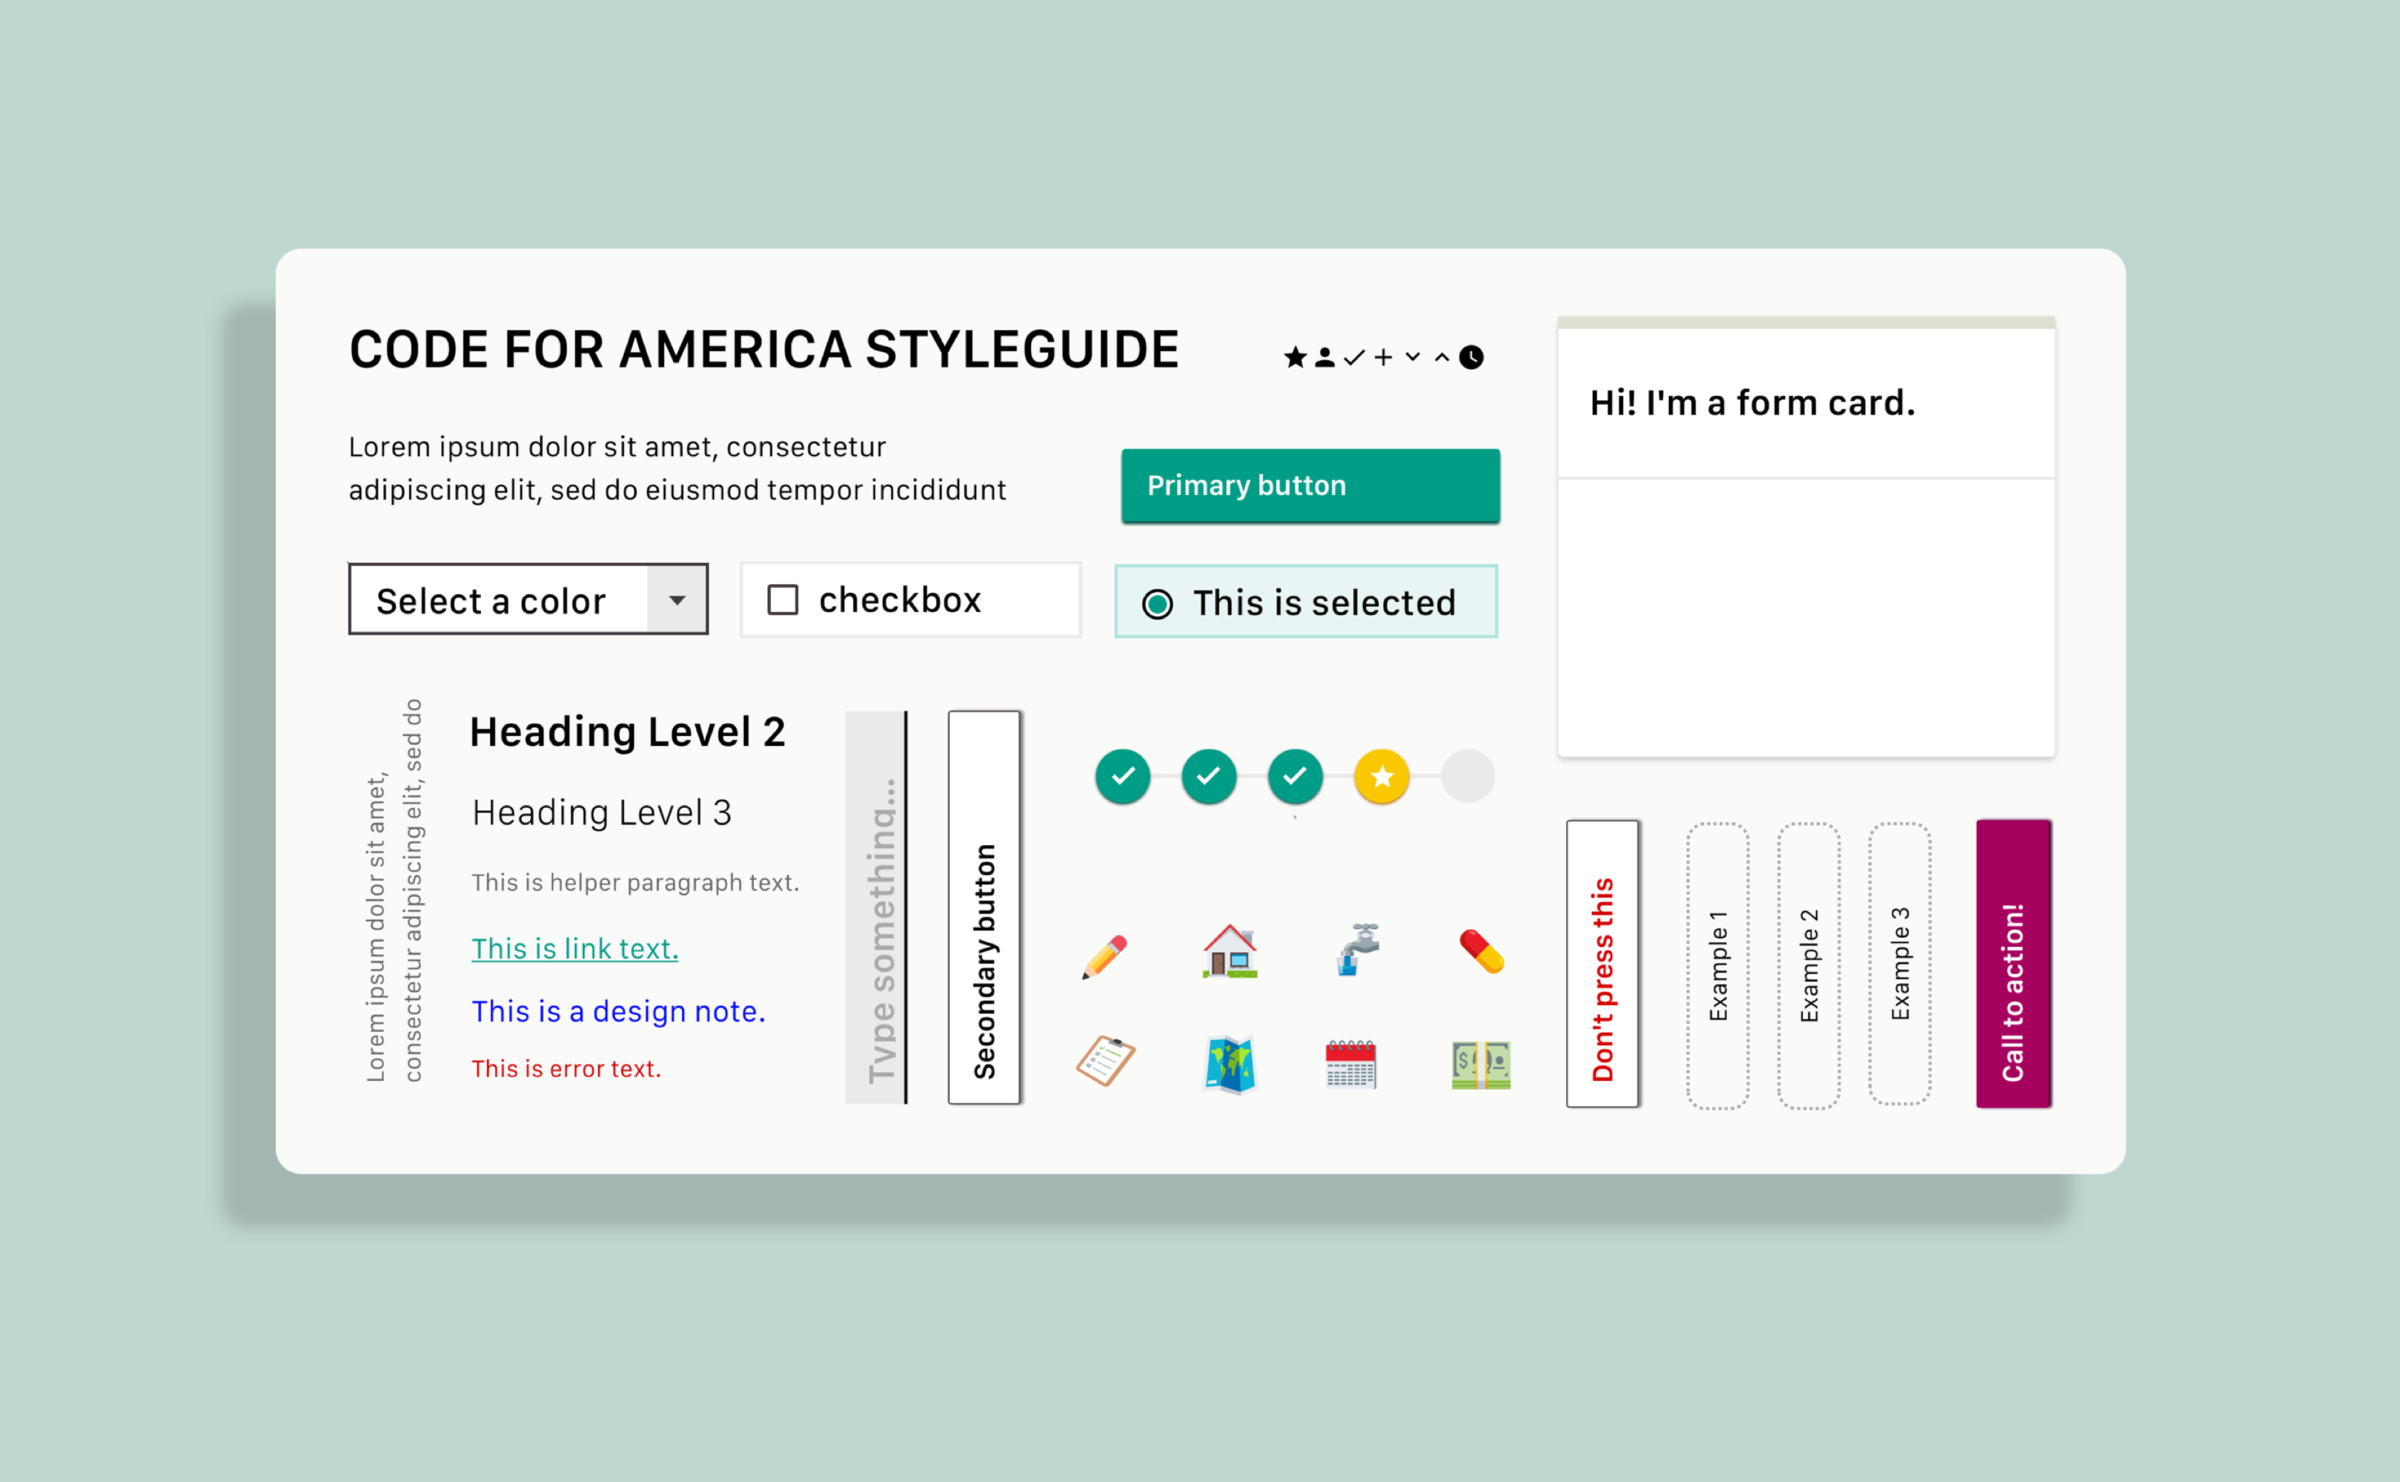 CODE FOR AMERICA STYLEGUIDE
Lorem ipsum dolor sit amet, consectetur
adipiscing elit, sed do eiusmod tempor incididunt
Primary button
Hi! I'm a form card.
Select a color
checkbox
This is selected
Lorem ipsum dolor sit amet,
consectetur adipiscing elit, sed do
Heading Level 2
Heading Level 3
This is helper paragraph text.
This is link text.
This is a design note.
This is error text.
Type something...
Secondary button
Don't press this
Example 1
Example 2
Example 3
Call to action!